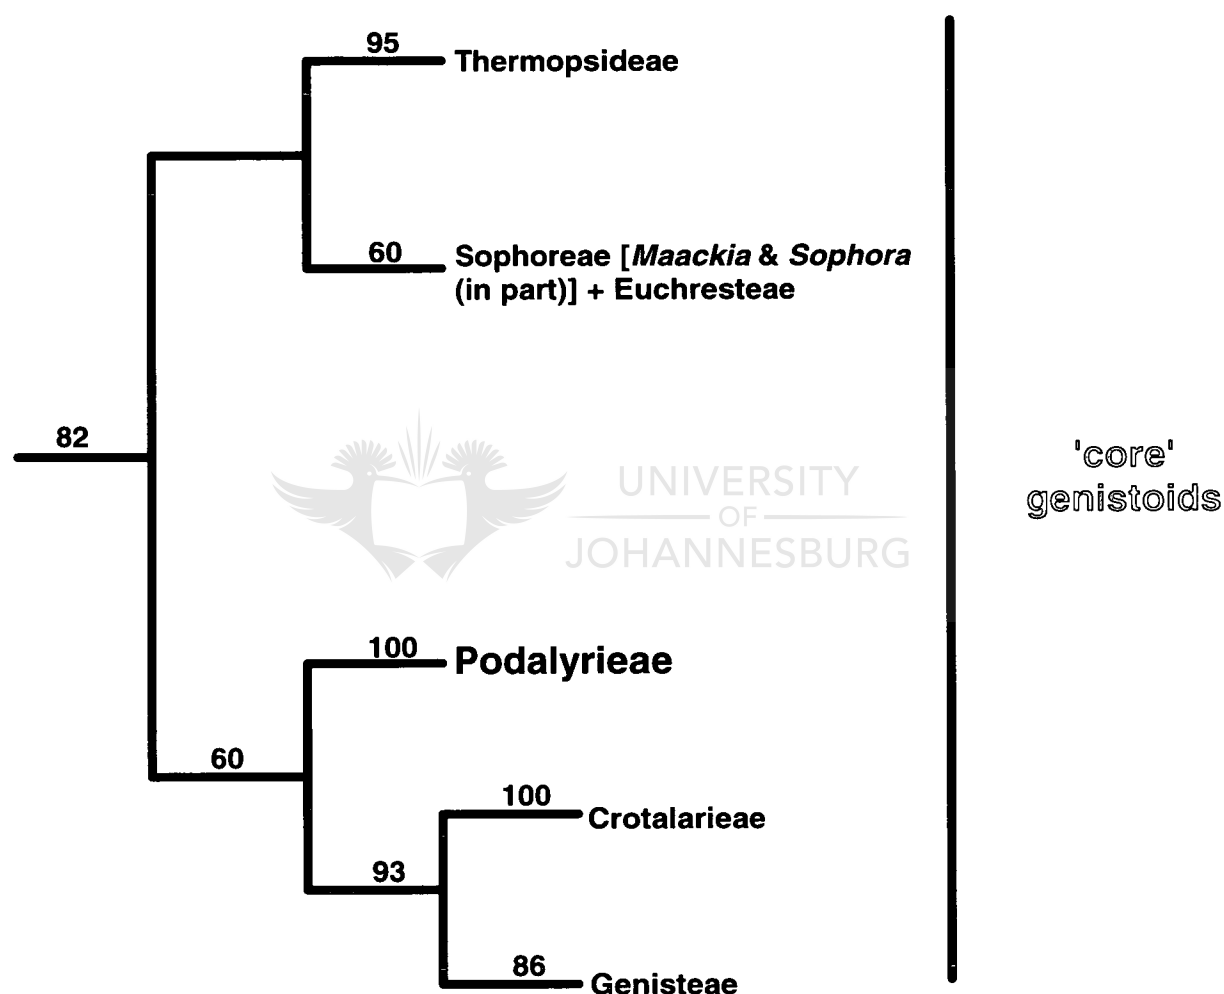 95
Thermopsideae
60
Sophoreae [Maackia & Sophora
(in part)] + Euchresteae
82
'core'
genistoids
UNIVERSITY
OF
JOHANNESBURG
100
Podalyrieae
60
100
Crotalarieae
93
86
Genisteae